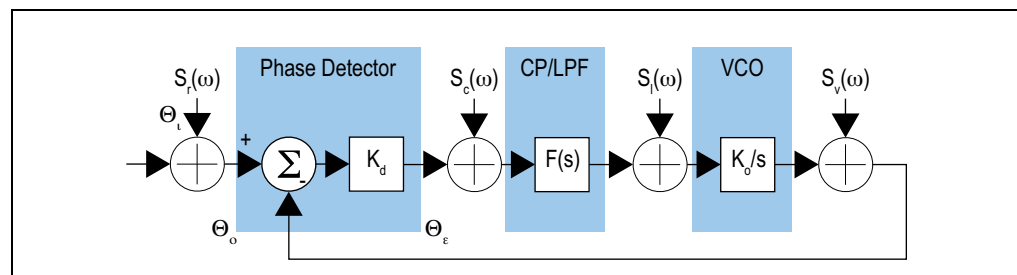 Phase Detector
CP/LPF
VCO
Sr(ω)
Sc(ω)
Sl(ω)
Sv(ω)
Θι
+
Σ
-
Kd
F(s)
Ko/s
Θo
Θε